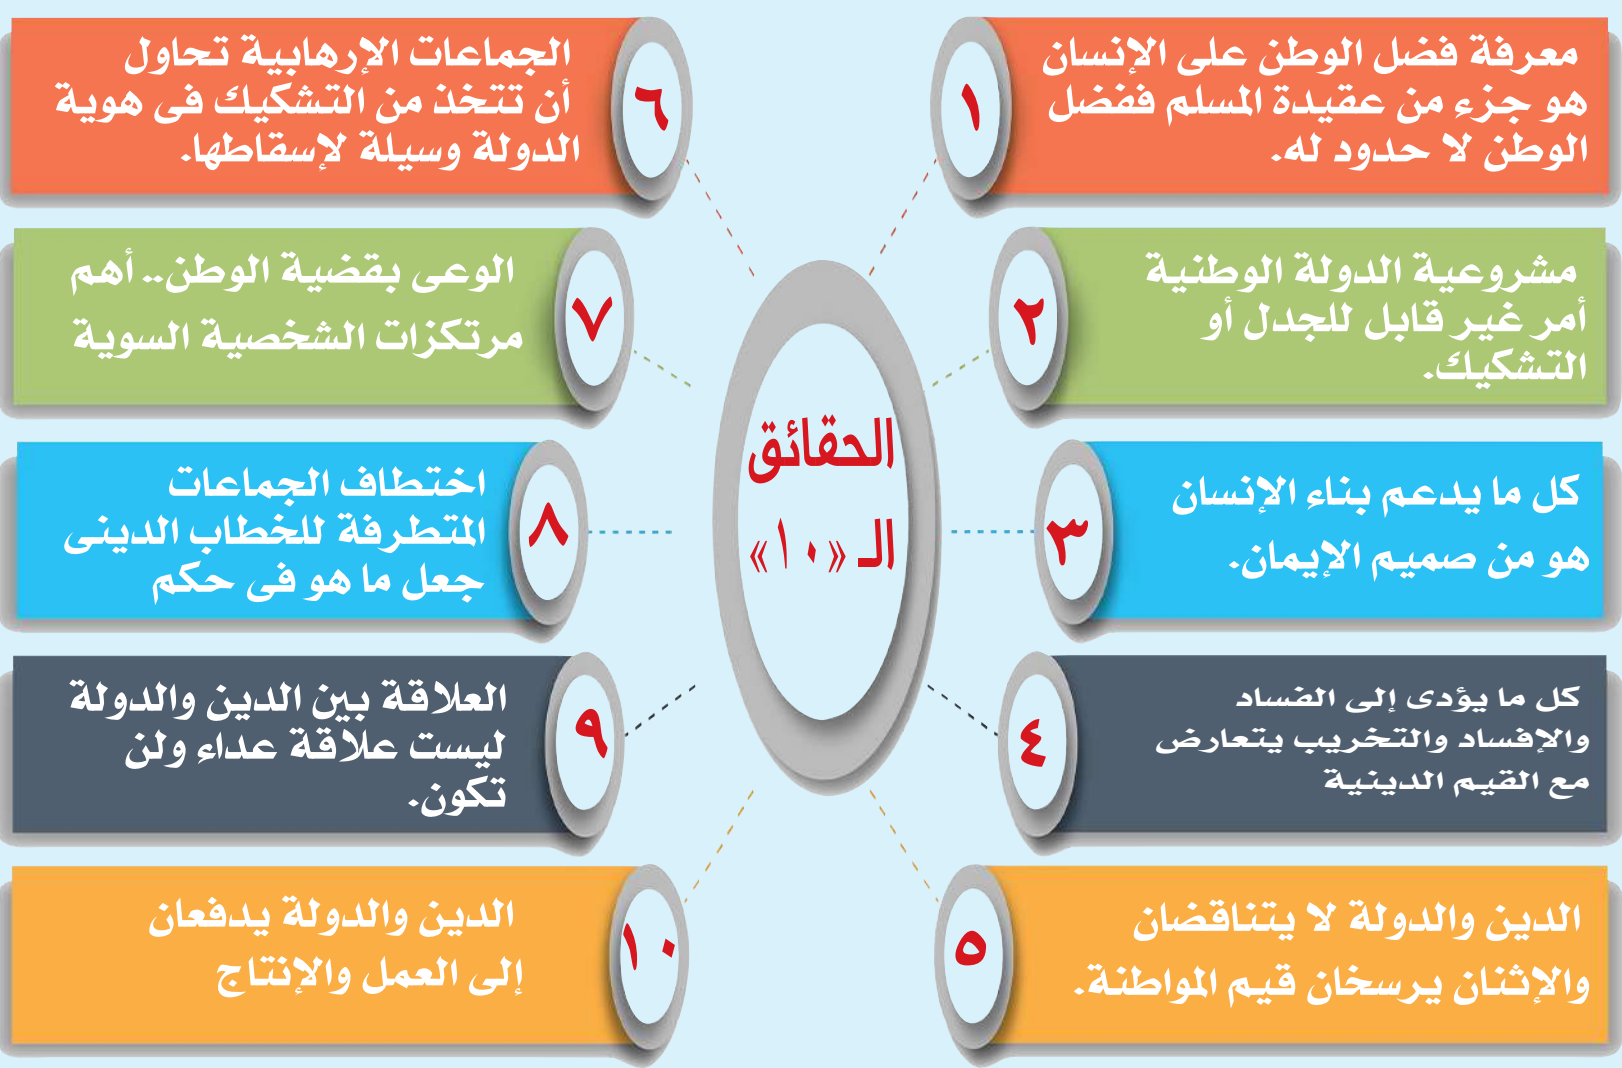 الحقائق
الـ «١٠»
١
معرفة فضل الوطن على الإنسان
هو جزء من عقيدة المسلم ففضل
الوطن لا حدود له.
٢
مشروعية الدولة الوطنية
أمر غير قابل للجدل أو
التشكيك.
٣
كل ما يدعم بناء الإنسان
هو من صميم الإيمان.
٤
كل ما يؤدى إلى الفساد
والإفساد والتخريب يتعارض
مع القيم الدينية
٥
الدين والدولة لا يتناقضان
والإثنان يرسخان قيم المواطنة.
٦
الجماعات الإرهابية تحاول
أن تتخذ من التشكيك فى هوية
الدولة وسيلة لإسقاطها.
٧
الوعى بقضية الوطن.. أهم
مرتكزات الشخصية السوية
٨
اختطاف الجماعات
المتطرفة للخطاب الدينى
جعل ما هو فى حكم
٩
العلاقة بين الدين والدولة
ليست علاقة عداء ولن
تكون.
١٠
الدين والدولة يدفعان
إلى العمل والإنتاج